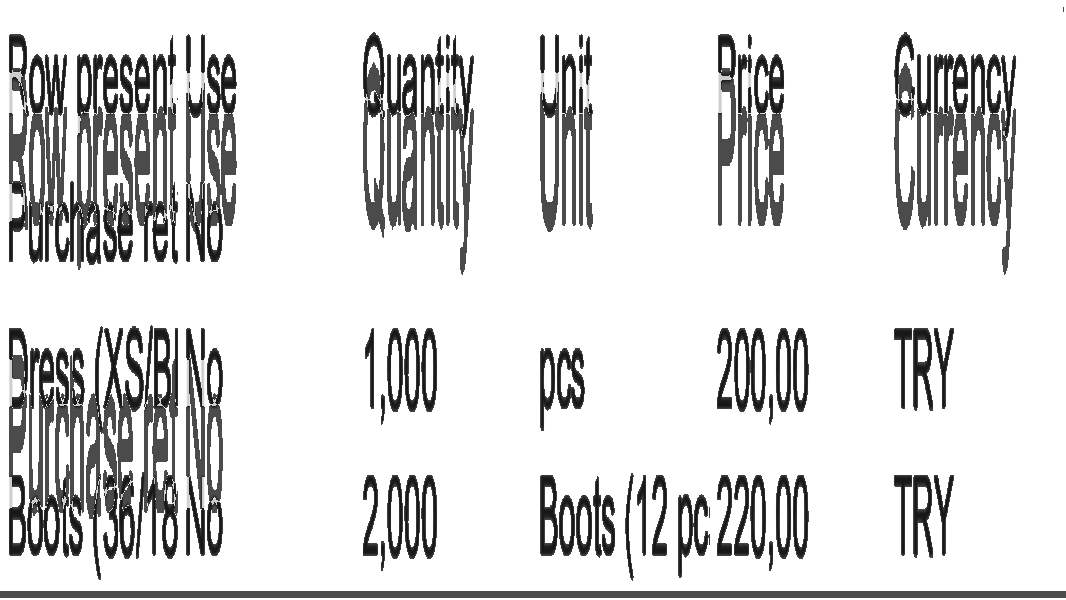 Row present Use Quantity Unit Price Currency
Purchase ret No
Dress (XS/Bl No 1,000 pcs 200,00 TRY
Boots (36/18 No 2,000 Boots (12 pc 220,00 TRY